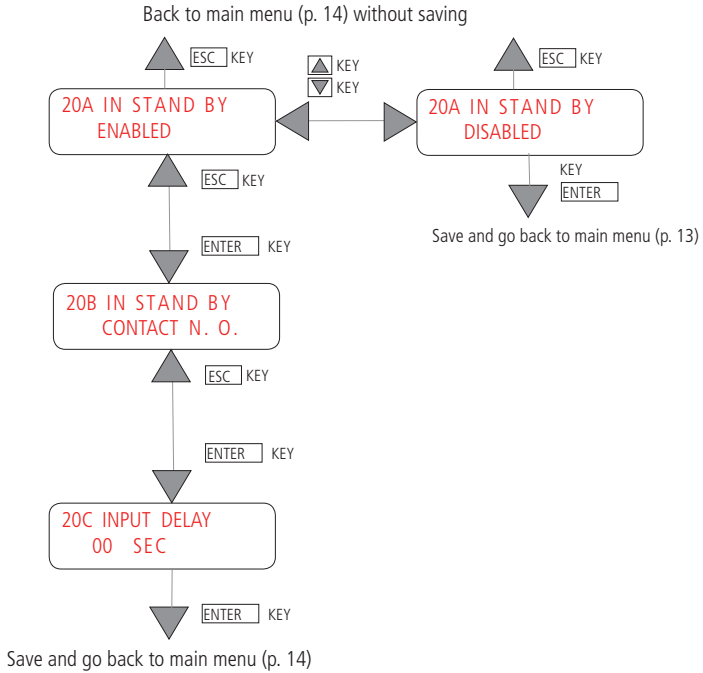 Back to main menu (p. 14) without saving
ESC KEY
KEY
KEY
ESC KEY
20A IN STAND BY
ENABLED
20A IN STAND BY
DISABLED
ESC KEY
KEY
ENTER
Save and go back to main menu (p. 13)
ENTER KEY
20B IN STAND BY
CONTACT N. O.
ESC KEY
ENTER KEY
20C INPUT DELAY
00 SEC
ENTER KEY
Save and go back to main menu (p. 14)